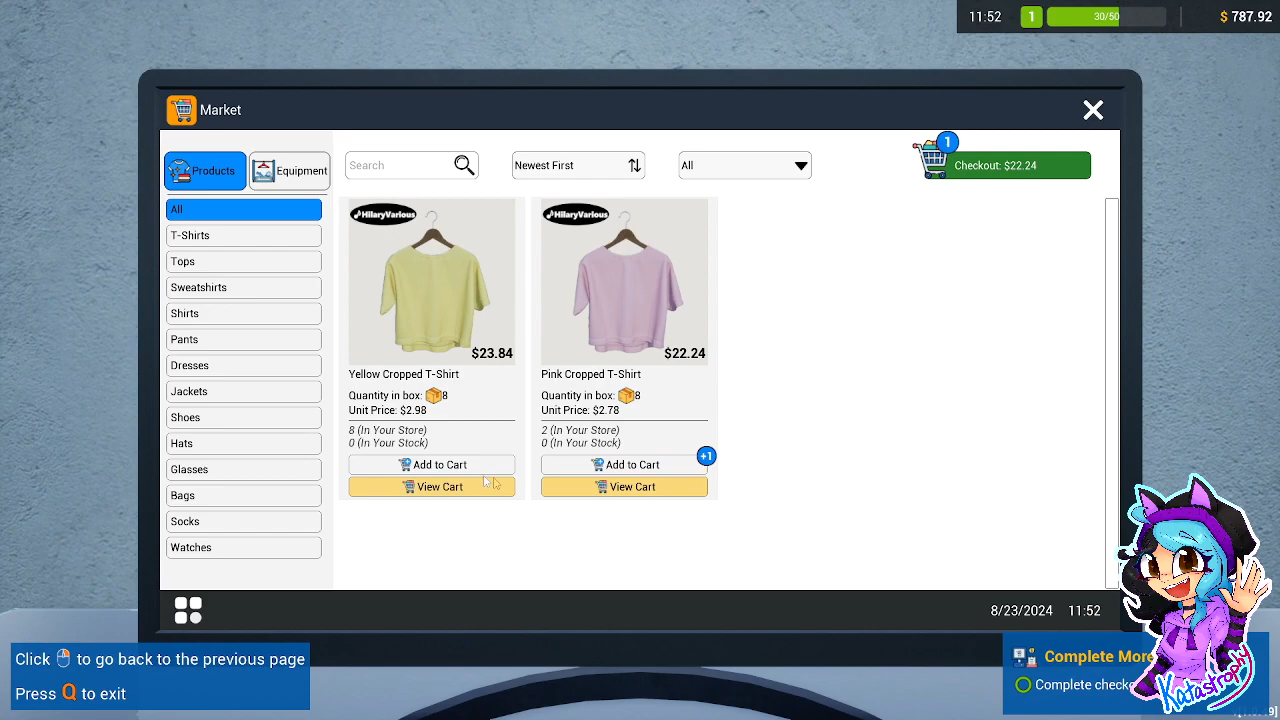 11:52 1 30/50 $ 787.92
Market
Products Equipment Search Newest First All 1 Checkout: $22.24
All
T-Shirts
Tops
Sweatshirts
Shirts
Pants
Dresses
Jackets
Shoes
Hats
Glasses
Bags
Socks
Watches
HilaryVarious
$23.84
Yellow Cropped T-Shirt
Quantity in box: 8
Unit Price: $2.98
8 (In Your Store)
0 (In Your Stock)
Add to Cart
View Cart
HilaryVarious
$22.24
Pink Cropped T-Shirt
Quantity in box: 8
Unit Price: $2.78
2 (In Your Store)
0 (In Your Stock)
+1
Add to Cart
View Cart
8/23/2024 11:52
Click to go back to the previous page
Press Q to exit
Complete More
Complete checko
Katastrophy